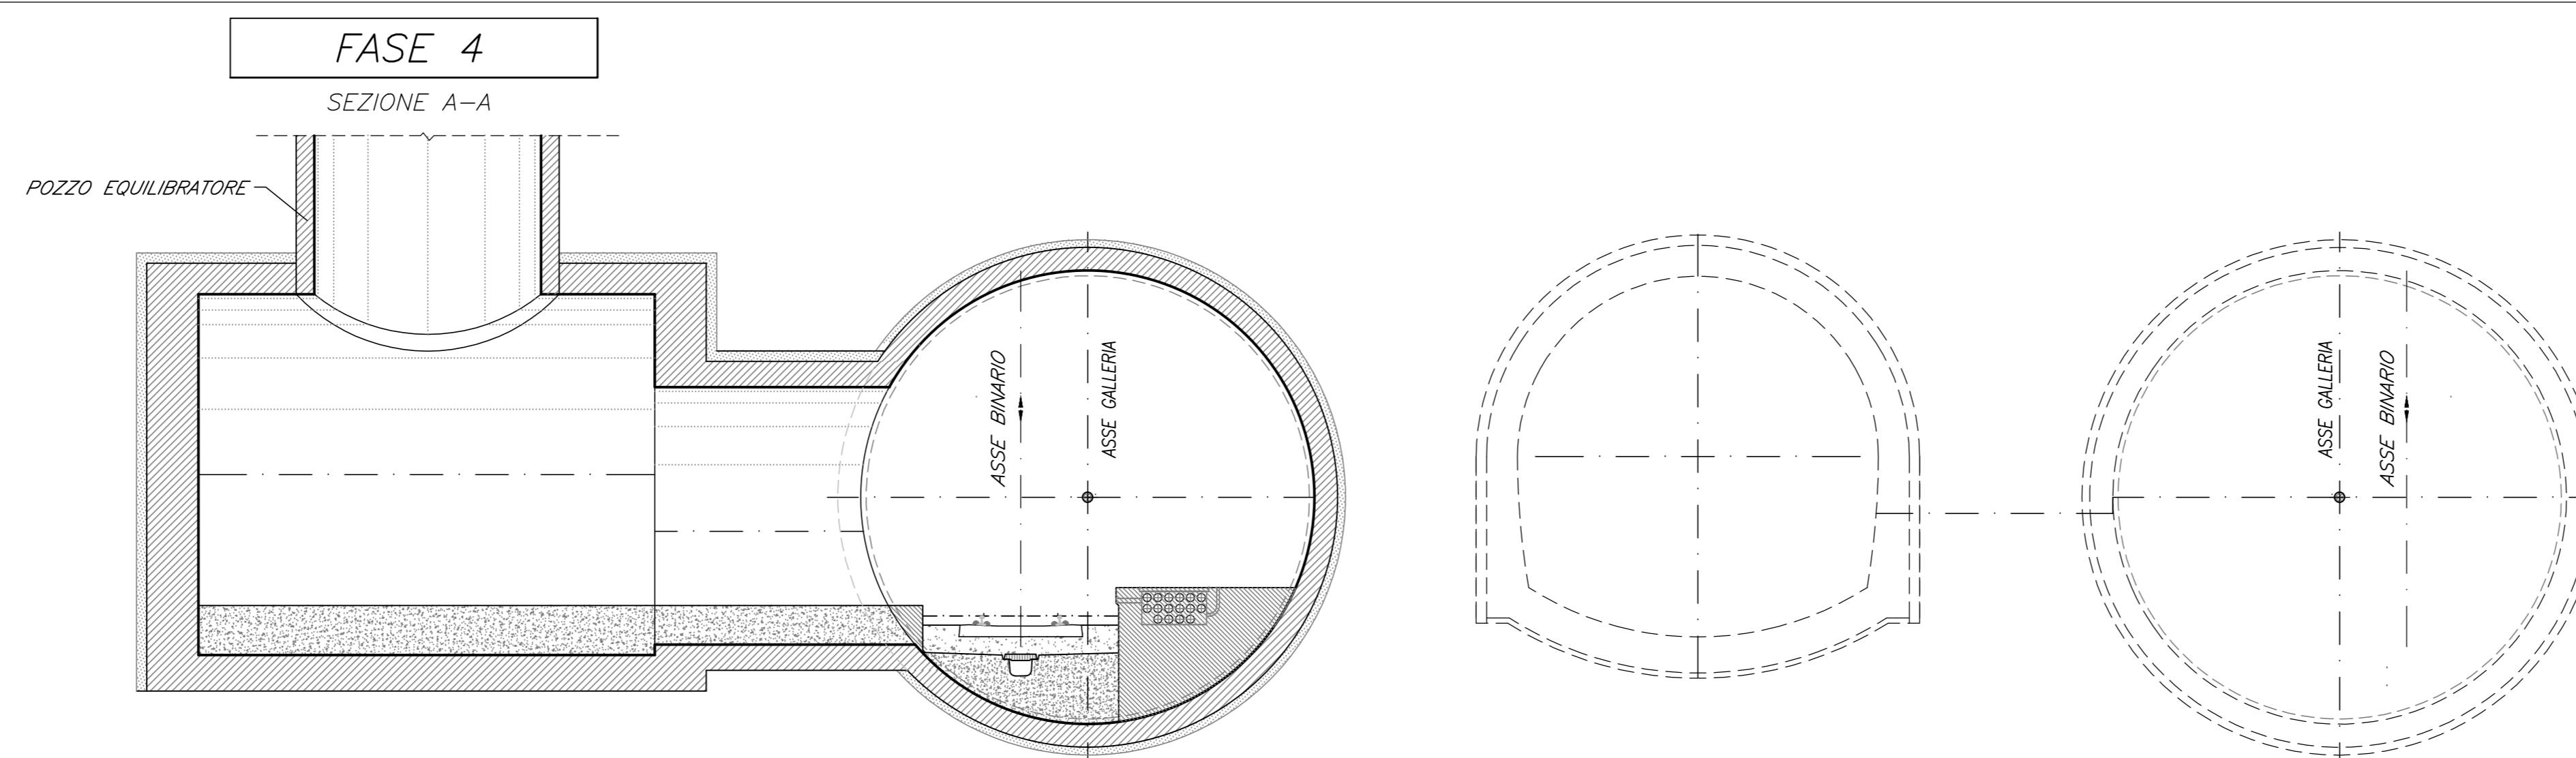 FASE 4
SEZIONE A-A
POZZO EQUILIBRATORE
ASSE BINARIO
ASSE GALLERIA
ASSE GALLERIA
ASSE BINARIO